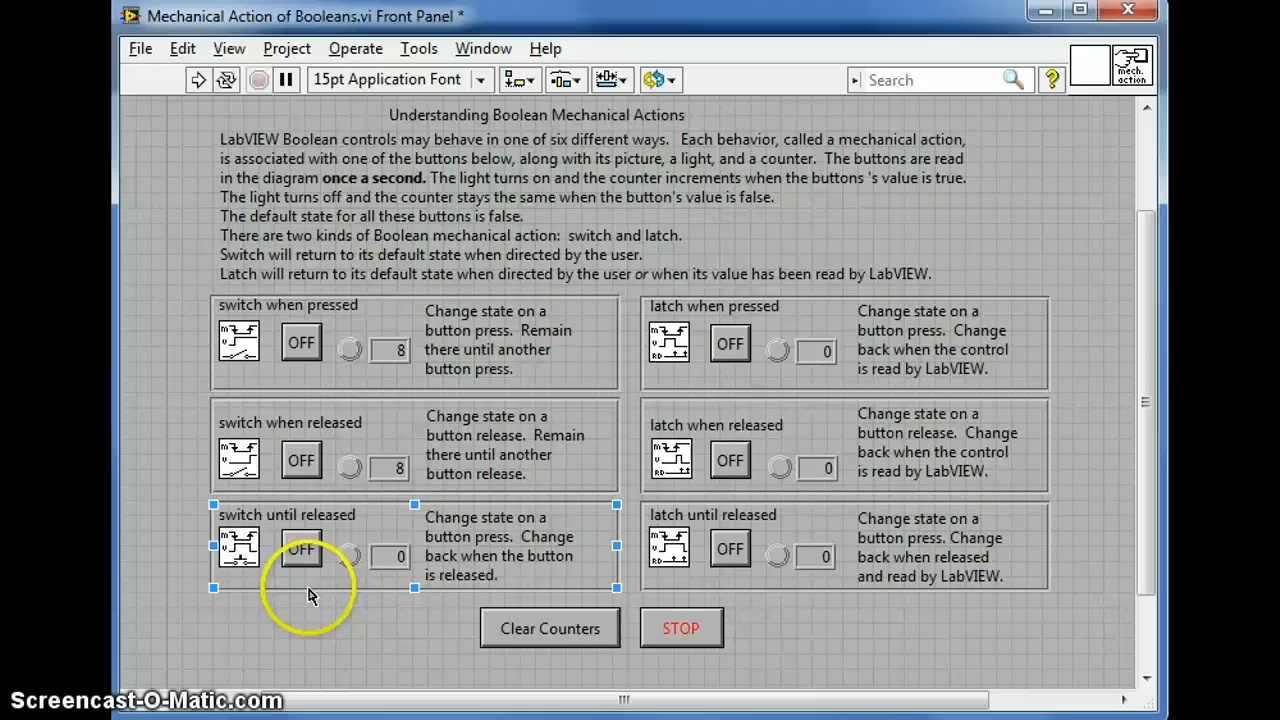 Mechanical Action of Booleans.vi Front Panel *
File Edit View Project Operate Tools Window Help
15pt Application Font
Search
?
mech.
action
Understanding Boolean Mechanical Actions
LabVIEW Boolean controls may behave in one of six different ways. Each behavior, called a mechanical action,
is associated with one of the buttons below, along with its picture, a light, and a counter. The buttons are read
in the diagram once a second. The light turns on and the counter increments when the buttons 's value is true.
The light turns off and the counter stays the same when the button's value is false.
The default state for all these buttons is false.
There are two kinds of Boolean mechanical action: switch and latch.
Switch will return to its default state when directed by the user.
Latch will return to its default state when directed by the user or when its value has been read by LabVIEW.
switch when pressed
m
v
OFF
8
Change state on a
button press. Remain
there until another
button press.
latch when pressed
m
v
RD
OFF
0
Change state on a
button press. Change
back when the control
is read by LabVIEW.
switch when released
m
v
OFF
8
Change state on a
button release. Remain
there until another
button release.
latch when released
m
v
RD
OFF
0
Change state on a
button release. Change
back when the control
is read by LabVIEW.
switch until released
m
v
OFF
0
Change state on a
button press. Change
back when the button
is released.
latch until released
m
v
RD
OFF
0
Change state on a
button press. Change
back when released
and read by LabVIEW.
Clear Counters
STOP
Screencast-O-Matic.com